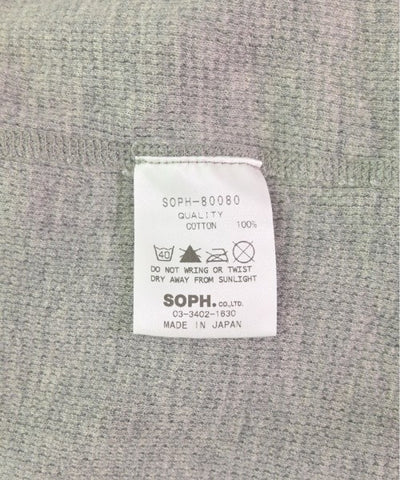 SOPH-80080
QUALITY
COTTON 100%
40
DO NOT WRING OR TWIST
DRY AWAY FROM SUNLIGHT
SOPH.CO.,LTD.
03-3402-1630
MADE IN JAPAN